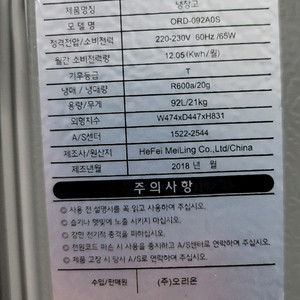 제품명칭 냉장고
모 델 명 ORD-092A0S
정격전압/소비전력 220-230V 60Hz /65W
월간 소비전력량 12.05(Kwh/월)
기후등급 T
냉매 / 냉매량 R600a/20g
용량/무게 92L/21kg
외형치수 W474xD447xH831
A/S센터 1522-2544
제조사/원산지 HeFei MeiLing Co.,Ltd/China
제조년월 2018 년 월
주의사항
◎ 사용 전 설명서를 꼭 읽고 사용하여 주십시오.
◎ 습기나 햇빛에 노출 시키지 마십시오.
◎ 강한 전기적 충격을 피하십시오.
◎ 전원코드 파손 시 사용을 중지하고 A/S센터로 연락하여 주십시오.
◎ 제품 고장 시 당사 A/S로 연락하여 주십시오.
수입/판매원 (주)오리온